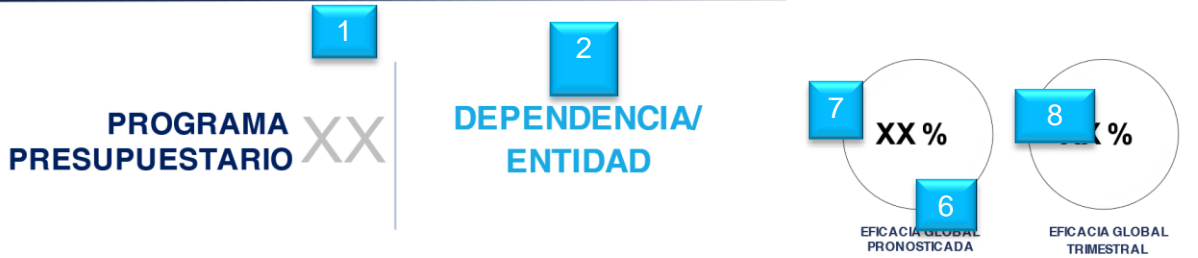 1
2
PROGRAMA
PRESUPUESTARIO
XX
DEPENDENCIA/
ENTIDAD
7
XX %
8
%
6
EFICACIA GLOBAL
PRONOSTICADA
EFICACIA GLOBAL
TRIMESTRAL